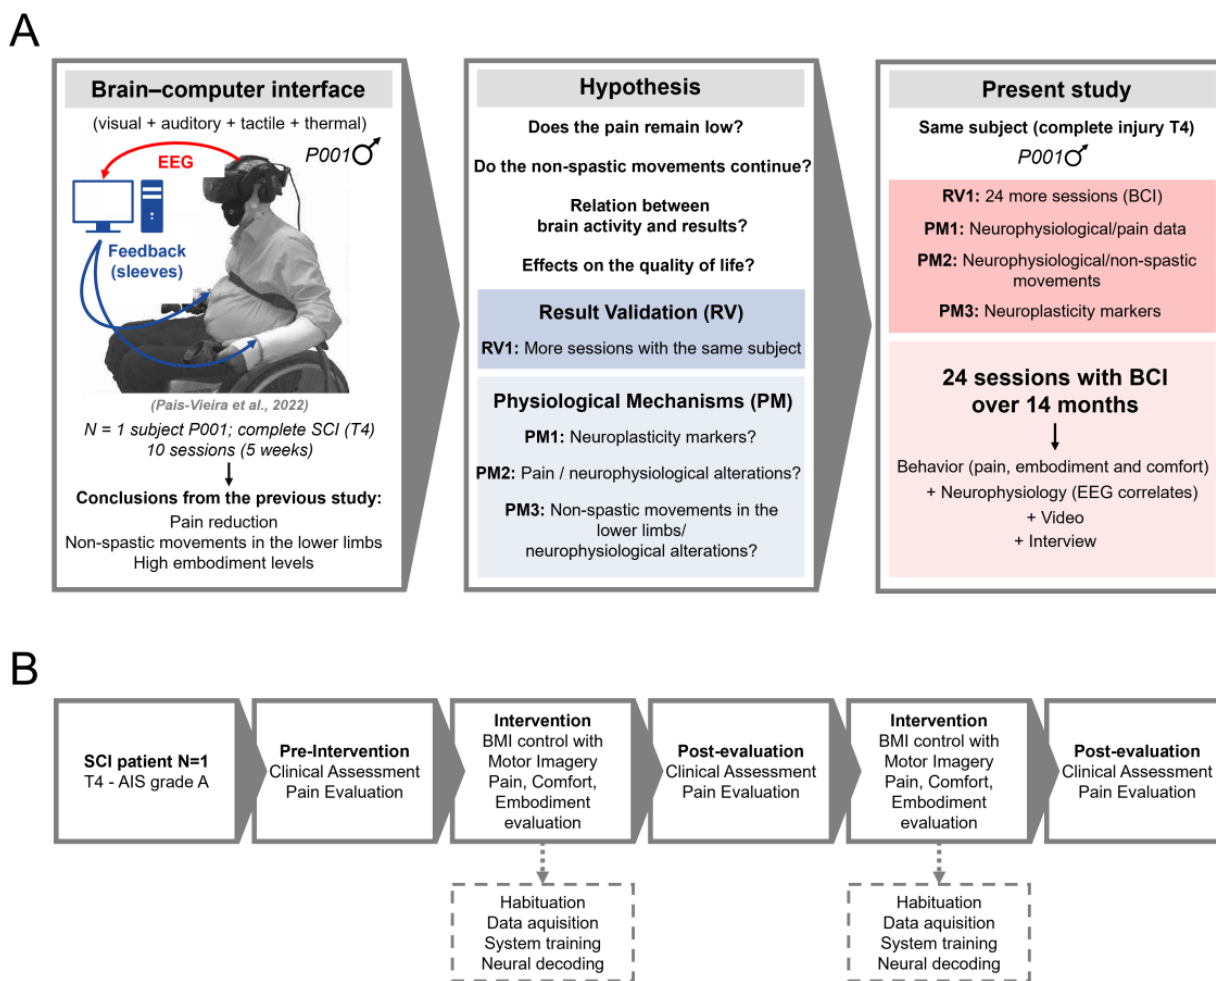 A
Brain–computer interface
(visual + auditory + tactile + thermal)
EEG
P001♂
Feedback
(sleeves)
(Pais-Vieira et al., 2022)
N = 1 subject P001; complete SCI (T4)
10 sessions (5 weeks)
Conclusions from the previous study:
Pain reduction
Non-spastic movements in the lower limbs
High embodiment levels
Hypothesis
Does the pain remain low?
Do the non-spastic movements continue?
Relation between
brain activity and results?
Effects on the quality of life?
Result Validation (RV)
RV1: More sessions with the same subject
Physiological Mechanisms (PM)
PM1: Neuroplasticity markers?
PM2: Pain / neurophysiological alterations?
PM3: Non-spastic movements in the
lower limbs/
neurophysiological alterations?
Present study
Same subject (complete injury T4)
P001♂
RV1: 24 more sessions (BCI)
PM1: Neurophysiological/pain data
PM2: Neurophysiological/non-spastic
movements
PM3: Neuroplasticity markers
24 sessions with BCI
over 14 months
Behavior (pain, embodiment and comfort)
+ Neurophysiology (EEG correlates)
+ Video
+ Interview
B
SCI patient N=1
T4 - AIS grade A
Pre-Intervention
Clinical Assessment
Pain Evaluation
Intervention
BMI control with
Motor Imagery
Pain, Comfort,
Embodiment
evaluation
Habituation
Data aquisition
System training
Neural decoding
Post-evaluation
Clinical Assessment
Pain Evaluation
Intervention
BMI control with
Motor Imagery
Pain, Comfort,
Embodiment
evaluation
Habituation
Data aquisition
System training
Neural decoding
Post-evaluation
Clinical Assessment
Pain Evaluation